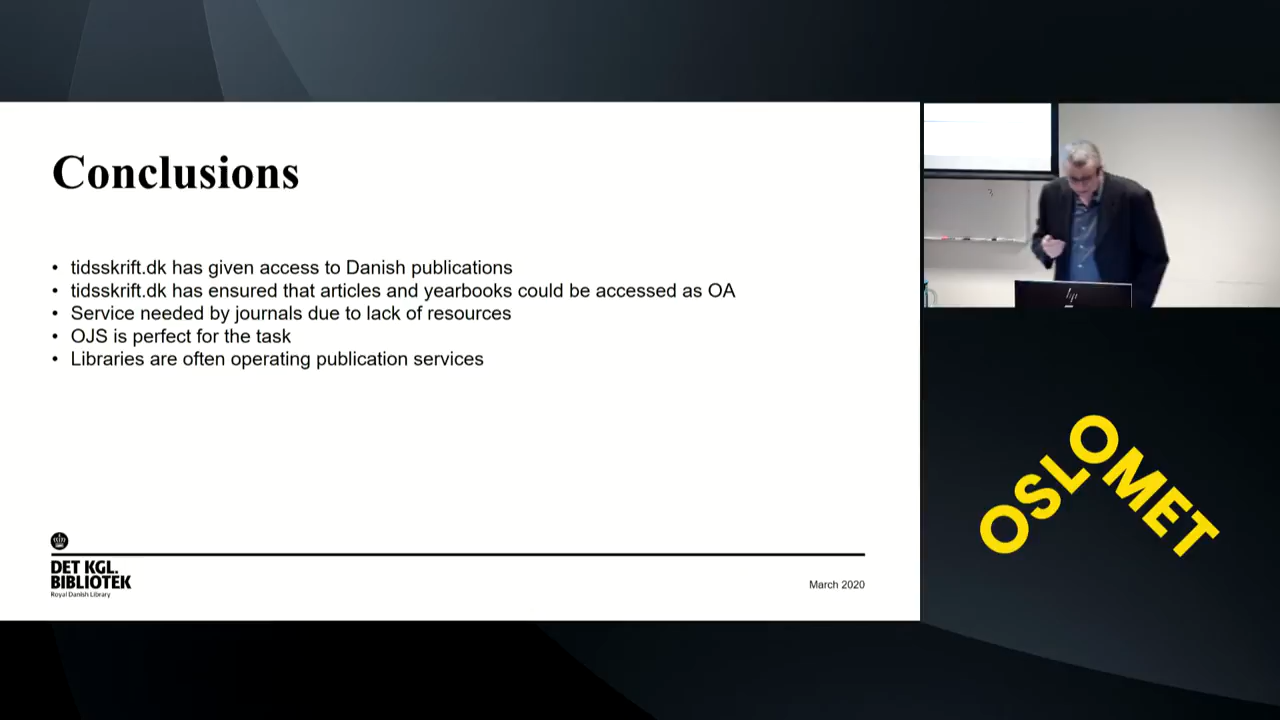 Conclusions
• tidsskrift.dk has given access to Danish publications
• tidsskrift.dk has ensured that articles and yearbooks could be accessed as OA
• Service needed by journals due to lack of resources
• OJS is perfect for the task
• Libraries are often operating publication services
DET KGL.
BIBLIOTEK
Royal Danish Library
March 2020
hp
OSLOMET